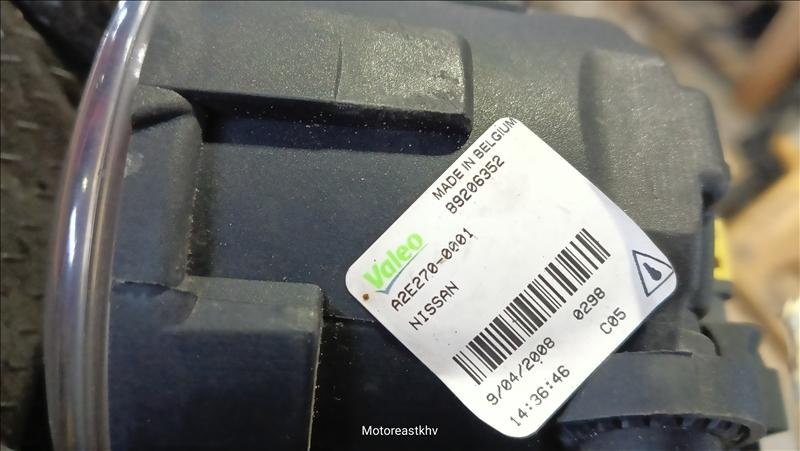 MADE IN BELGIUM
89206352
Valeo
A2E270-0001
NISSAN
0298
9/04/2008
C05
14:36:46
Motoreastkhv